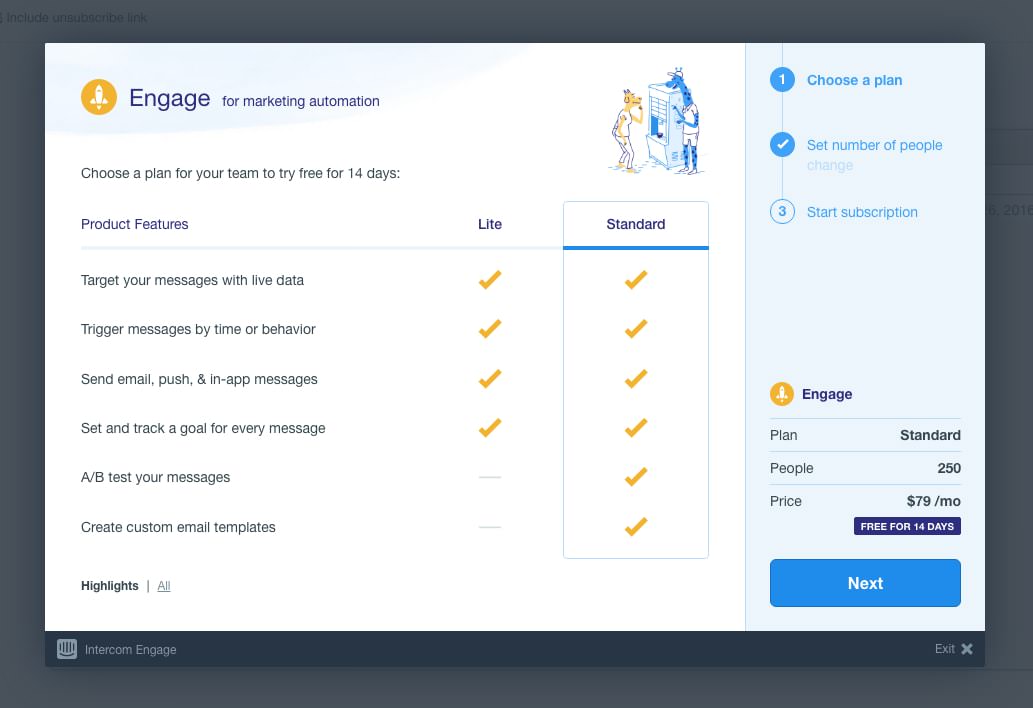 Include unsubscribe link
Engage for marketing automation
Choose a plan for your team to try free for 14 days:
Product Features Lite Standard
Target your messages with live data
Trigger messages by time or behavior
Send email, push, & in-app messages
Set and track a goal for every message
A/B test your messages
Create custom email templates
Highlights | All
1 Choose a plan
Set number of people
change
3 Start subscription
6, 2016
Engage
Plan Standard
People 250
Price $79 /mo
FREE FOR 14 DAYS
Next
Intercom Engage
Exit